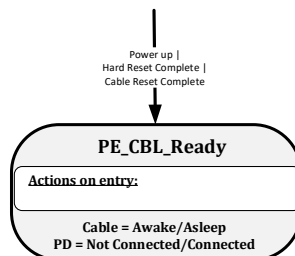 Power up |
Hard Reset Complete |
Cable Reset Complete
PE_CBL_Ready
Actions on entry:
Cable = Awake/Asleep
PD = Not Connected/Connected